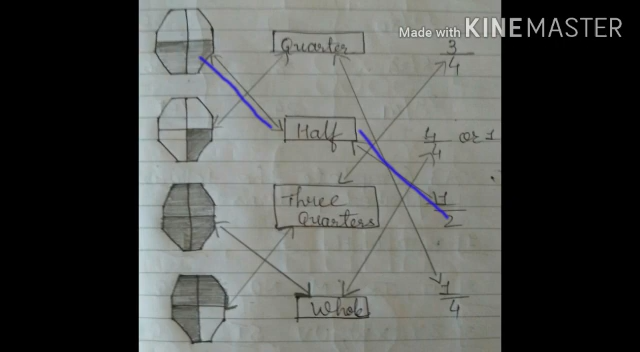 Made with KINEMASTER
Quarter
3/4
Half
4/4 or 1
Three
Quarters
1/2
Whole
1/4